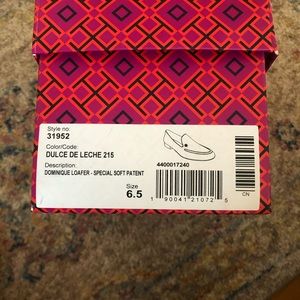 Style no:
31952
Color/Code:
DULCE DE LECHE 215
Description: 4400017240
DOMINIQUE LOAFER - SPECIAL SOFT PATENT
Size
6.5
1 90041 21072 5
CN